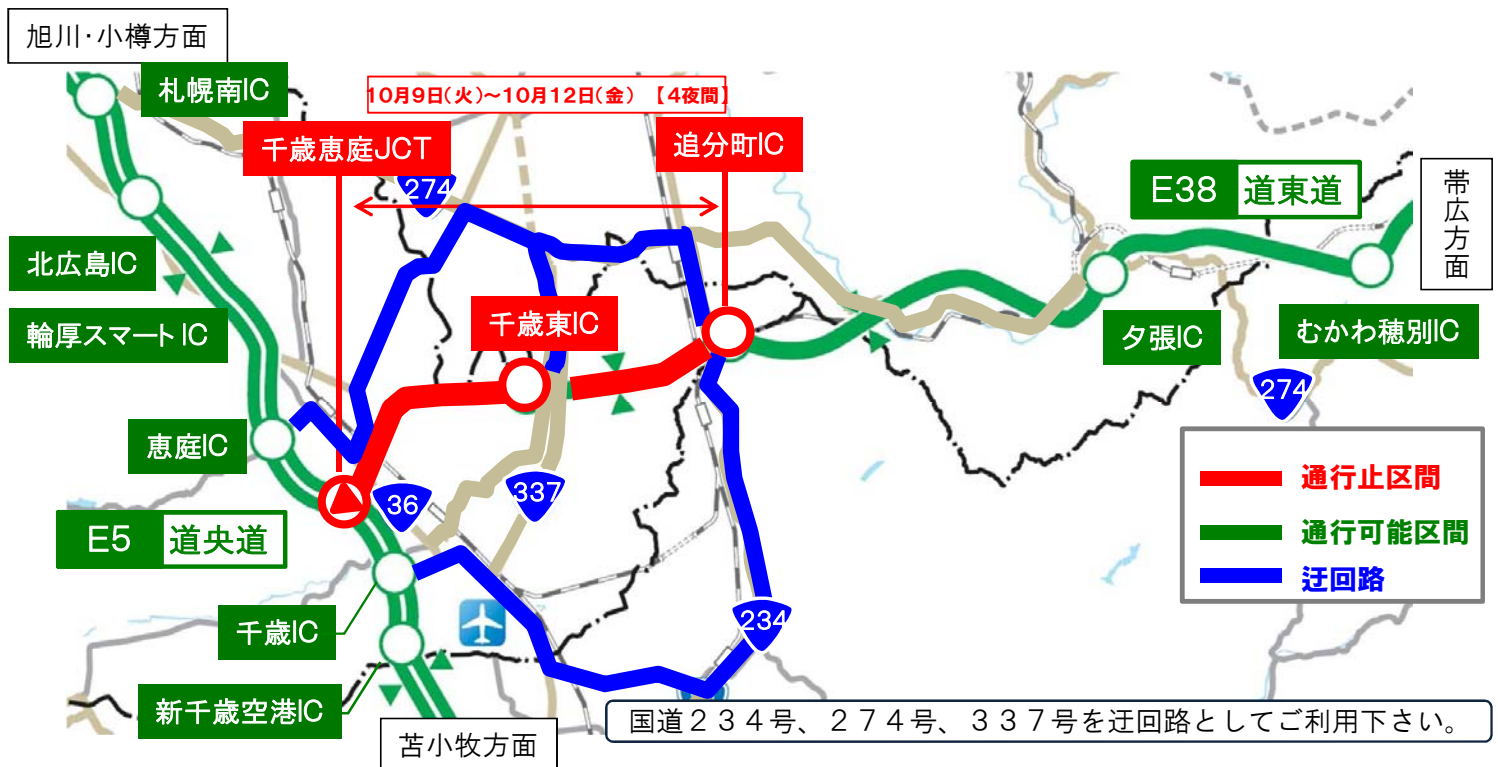 旭川・小樽方面
札幌南IC
10月9日(火)～10月12日(金) 【4夜間】
千歳恵庭JCT
追分町IC
274
E38 道東道
帯広方面
北広島IC
輪厚スマートIC
千歳東IC
夕張IC
むかわ穂別IC
274
恵庭IC
36
337
E5 道央道
通行止区間
通行可能区間
迂回路
千歳IC
234
新千歳空港IC
国道２３４号、２７４号、３３７号を迂回路としてご利用下さい。
苫小牧方面